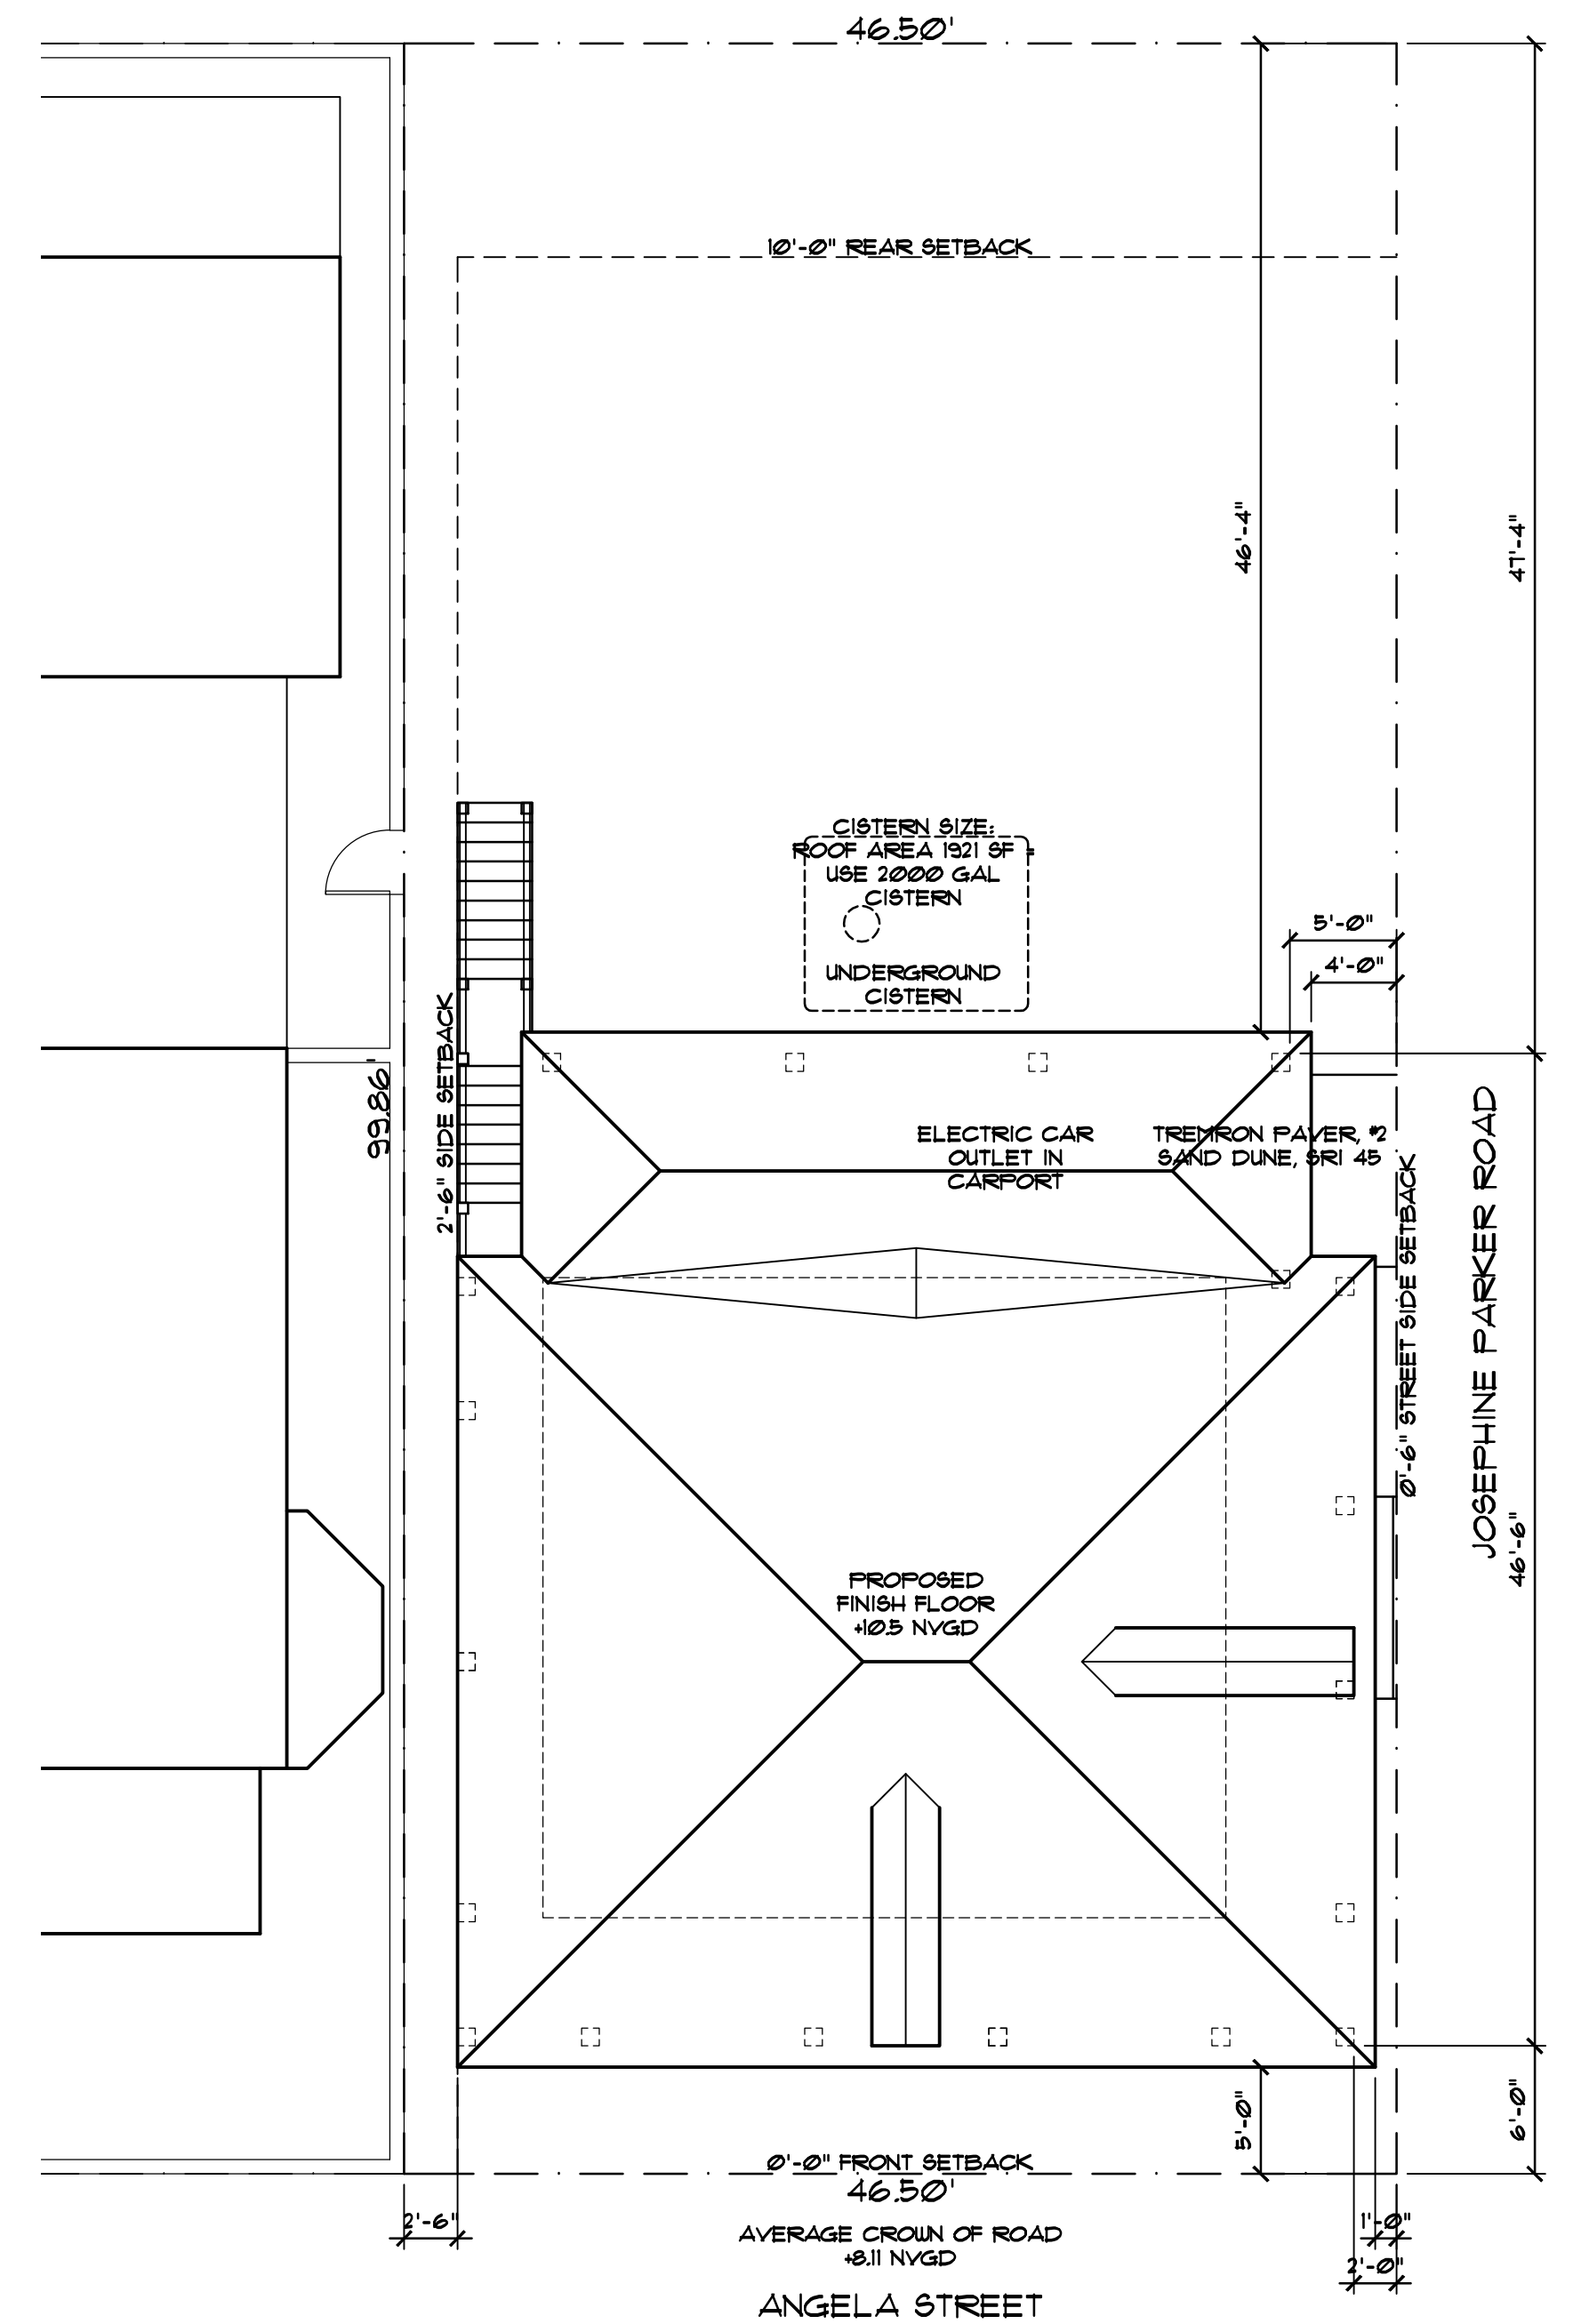 46.50'
10'-0" REAR SETBACK
46'-4"
47'-4"
CISTERN SIZE:
ROOF AREA 1921 SF =
USE 2000 GAL
CISTERN
UNDERGROUND
CISTERN
5'-0"
4'-0"
99.86'
2'-6" SIDE SETBACK
ELECTRIC CAR
OUTLET IN
CARPORT
TREMRON PAVER, #2
SAND DUNE, SRI 45
0'-6" STREET SIDE SETBACK
JOSEPHINE PARKER ROAD
46'-6"
PROPOSED
FINISH FLOOR
+10.5 NVGD
5'-0"
6'-0"
0'-0" FRONT SETBACK
46.50'
2'-6"
1'-0"
AVERAGE CROWN OF ROAD
+8.11 NVGD
2'-0"
ANGELA STREET